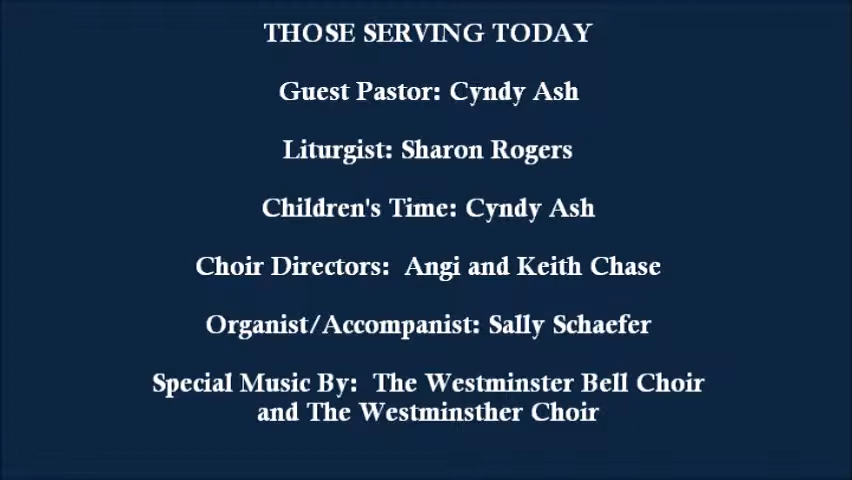 THOSE SERVING TODAY
Guest Pastor: Cyndy Ash
Liturgist: Sharon Rogers
Children's Time: Cyndy Ash
Choir Directors:  Angi and Keith Chase
Organist/Accompanist: Sally Schaefer
Special Music By:  The Westminster Bell Choir
and The Westminsther Choir